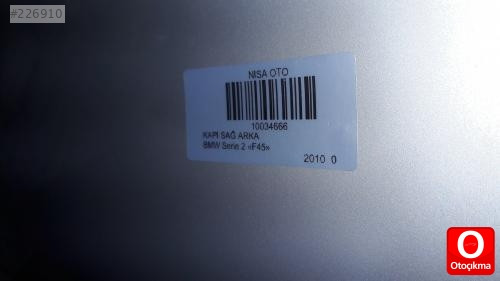 #226910
NISA OTO
10034666
KAPI SAĞ ARKA
BMW Serie 2 «F45»
2010 0
O
Otoçıkma